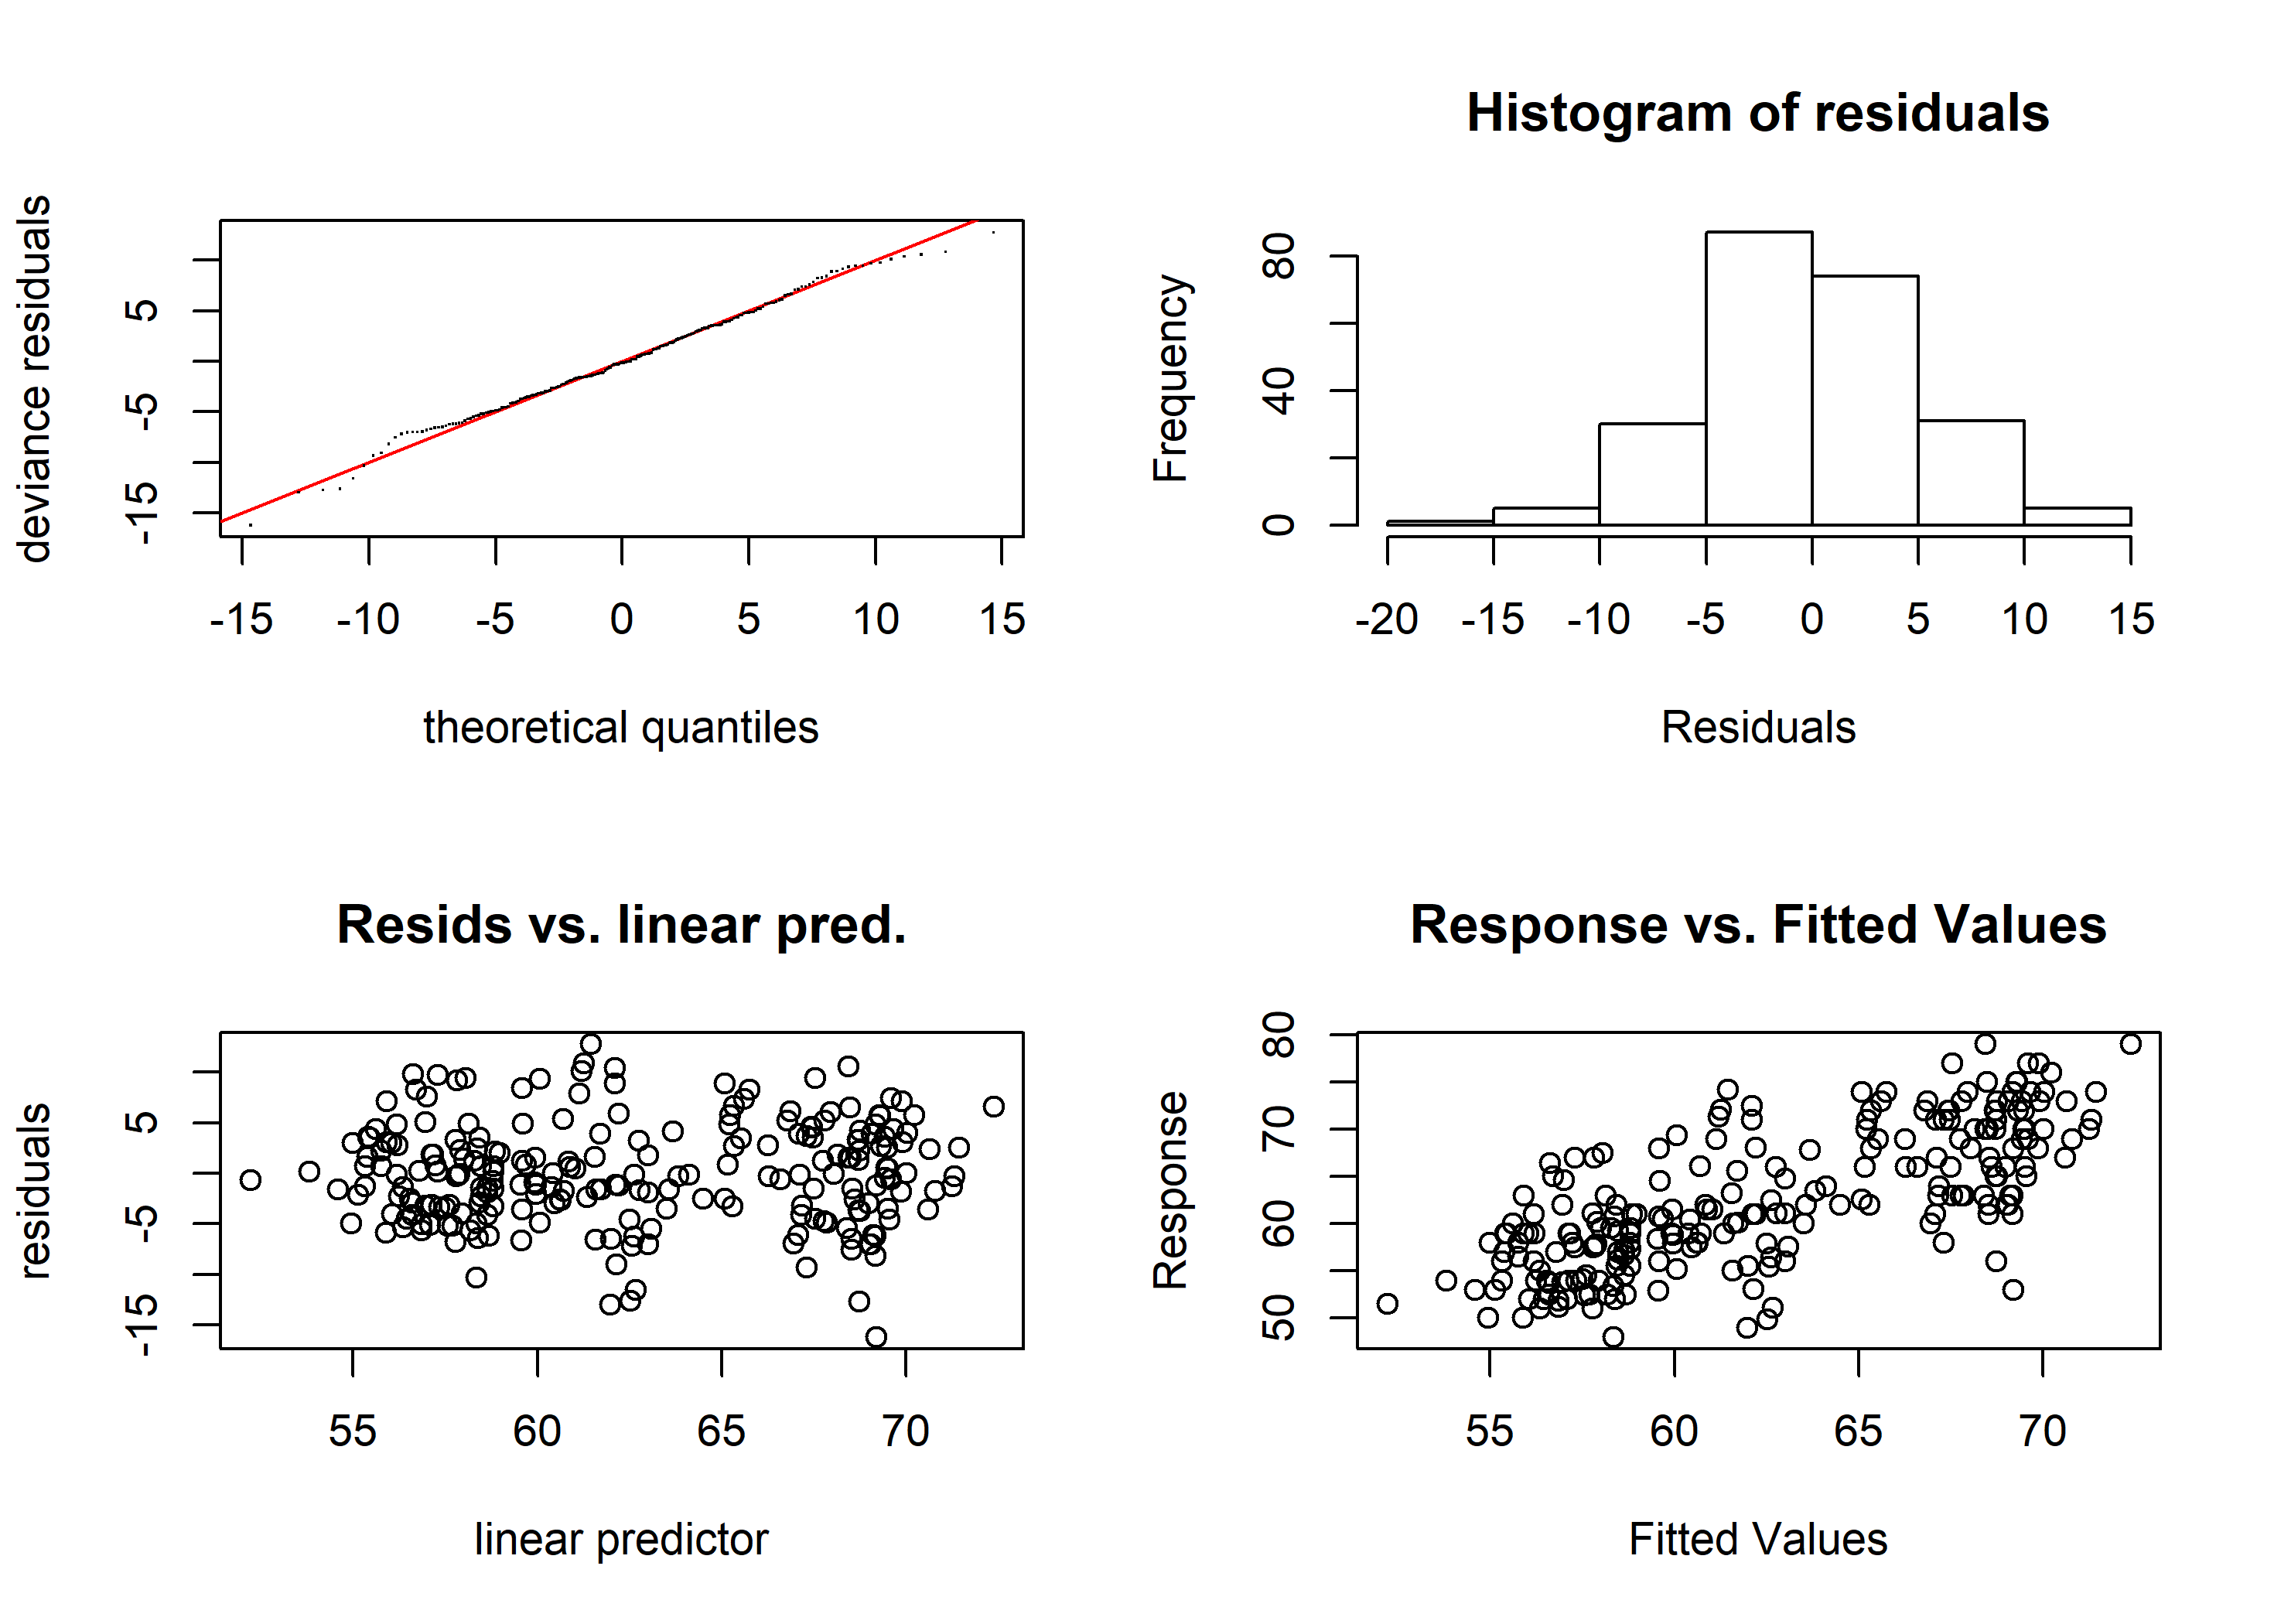 deviance residuals
5
-5
-15
-15 -10 -5 0 5 10 15
theoretical quantiles
Histogram of residuals
Frequency
80
40
0
-20 -15 -10 -5 0 5 10 15
Residuals
Resids vs. linear pred.
residuals
5
-5
-15
55 60 65 70
linear predictor
Response vs. Fitted Values
Response
80
70
60
50
55 60 65 70
Fitted Values